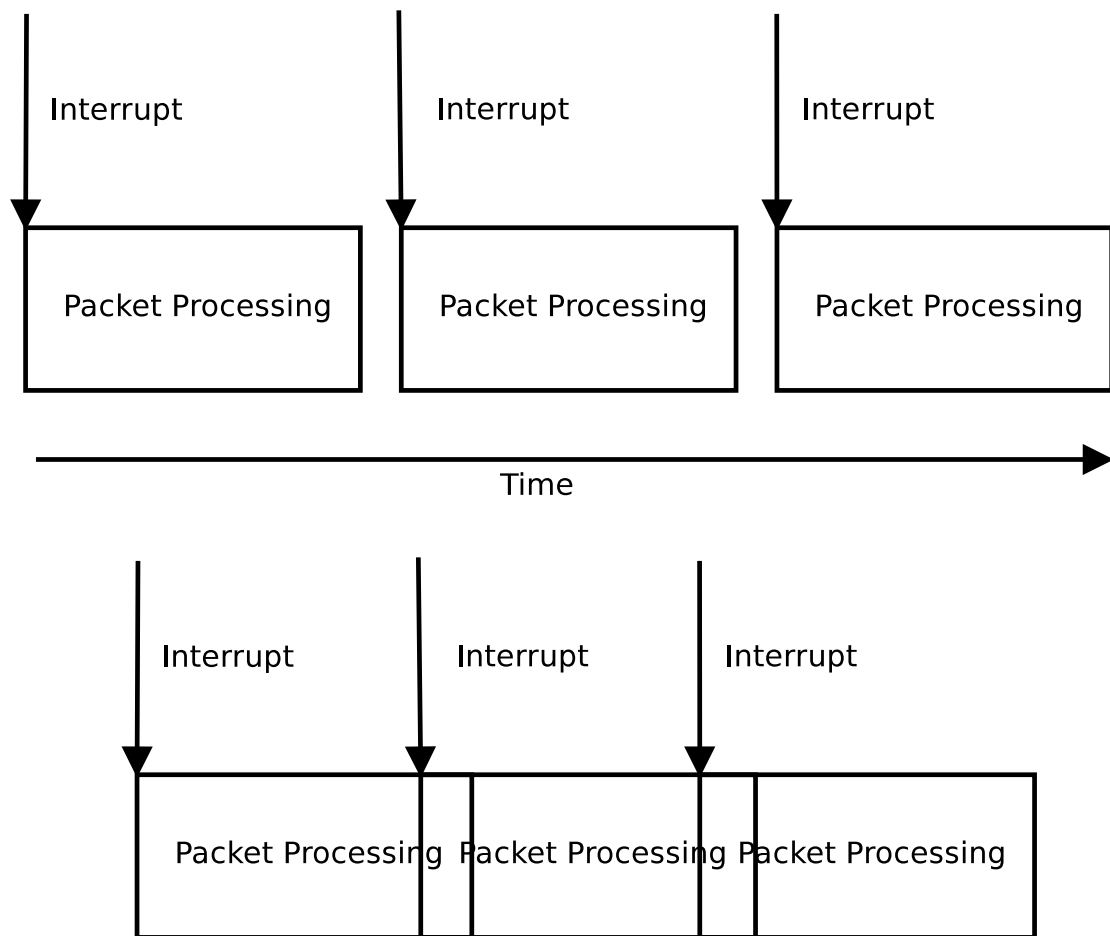 Interrupt
Interrupt
Interrupt
Packet Processing
Packet Processing
Packet Processing
Time
Interrupt
Interrupt
Interrupt
Packet Processing
Packet Processing
Packet Processing